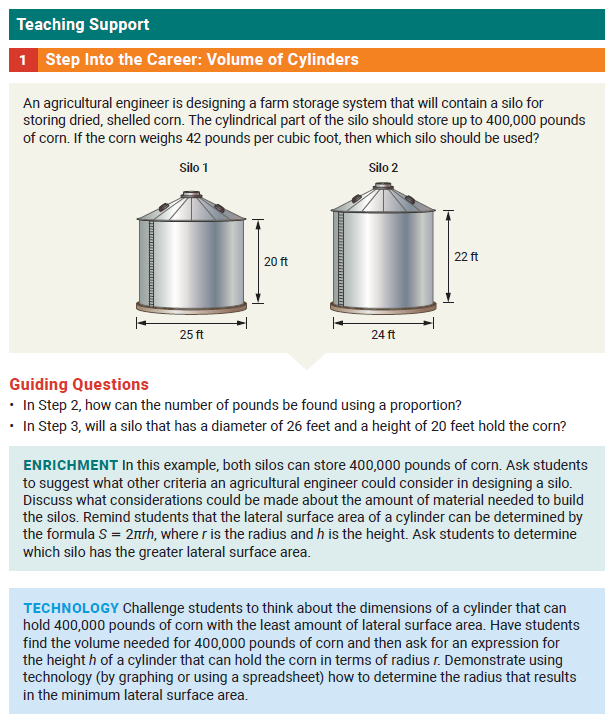 Teaching Support
1 Step Into the Career: Volume of Cylinders
An agricultural engineer is designing a farm storage system that will contain a silo for
storing dried, shelled corn. The cylindrical part of the silo should store up to 400,000 pounds
of corn. If the corn weighs 42 pounds per cubic foot, then which silo should be used?
Silo 1
Silo 2
20 ft
22 ft
25 ft
24 ft
Guiding Questions
• In Step 2, how can the number of pounds be found using a proportion?
• In Step 3, will a silo that has a diameter of 26 feet and a height of 20 feet hold the corn?
ENRICHMENT In this example, both silos can store 400,000 pounds of corn. Ask students
to suggest what other criteria an agricultural engineer could consider in designing a silo.
Discuss what considerations could be made about the amount of material needed to build
the silos. Remind students that the lateral surface area of a cylinder can be determined by
the formula S = 2πrh, where r is the radius and h is the height. Ask students to determine
which silo has the greater lateral surface area.
TECHNOLOGY Challenge students to think about the dimensions of a cylinder that can
hold 400,000 pounds of corn with the least amount of lateral surface area. Have students
find the volume needed for 400,000 pounds of corn and then ask for an expression for
the height h of a cylinder that can hold the corn in terms of radius r. Demonstrate using
technology (by graphing or using a spreadsheet) how to determine the radius that results
in the minimum lateral surface area.